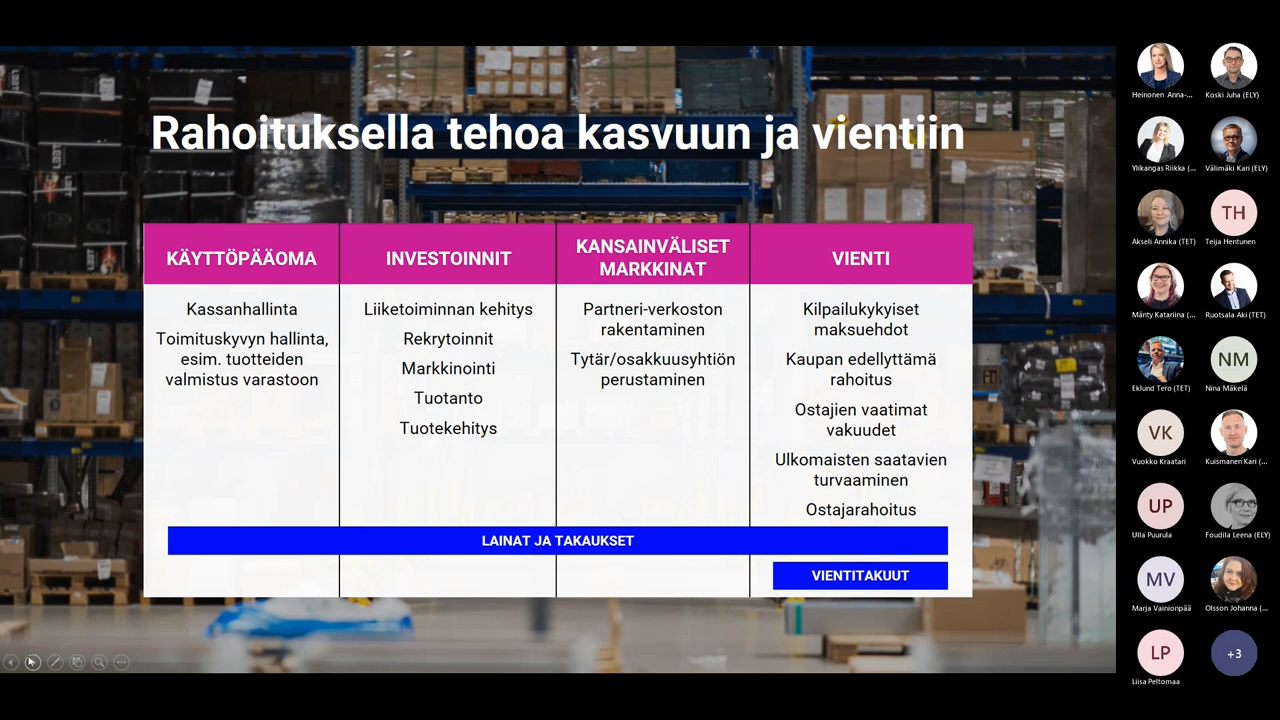 Rahoituksella tehoa kasvuun ja vientiin
KÄYTTÖPÄÄOMA
Kassanhallinta
Toimituskyvyn hallinta,
esim. tuotteiden
valmistus varastoon
INVESTOINNIT
Liiketoiminnan kehitys
Rekrytoinnit
Markkinointi
Tuotanto
Tuotekehitys
KANSAINVÄLISET
MARKKINAT
Partneri-verkoston
rakentaminen
Tytär/osakkuusyhtiön
perustaminen
VIENTI
Kilpailukykyiset
maksuehdot
Kaupan edellyttämä
rahoitus
Ostajien vaatimat
vakuudet
Ulkomaisten saatavien
turvaaminen
Ostajarahoitus
LAINAT JA TAKAUKSET
VIENTITAKUUT
Heinonen Anna-...
Koski Juha (ELY)
Ylikangas Riikka (...
Välimäki Kari (ELY)
Akseli Annika (TET)
TH
Teija Hentunen
Mänty Katariina (...
Ruotsala Aki (TET)
Eklund Tero (TET)
NM
Nina Mäkelä
VK
Vuokko Kraatari
Kuismanen Kari (...
UP
Ulla Puurula
Foudila Leena (ELY)
MV
Marja Vainionpää
Olsson Johanna (...
LP
Liisa Peltomaa
+3